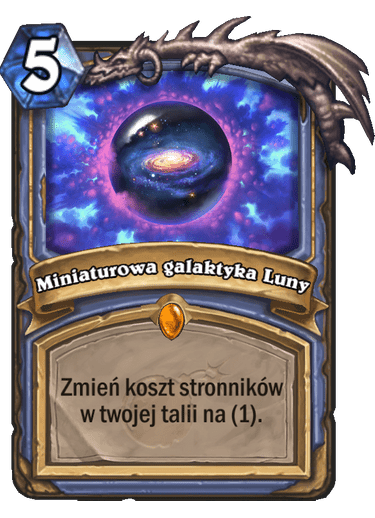 5
Miniaturowa galaktyka Luny
Zmień koszt stronników
w twojej talii na (1).